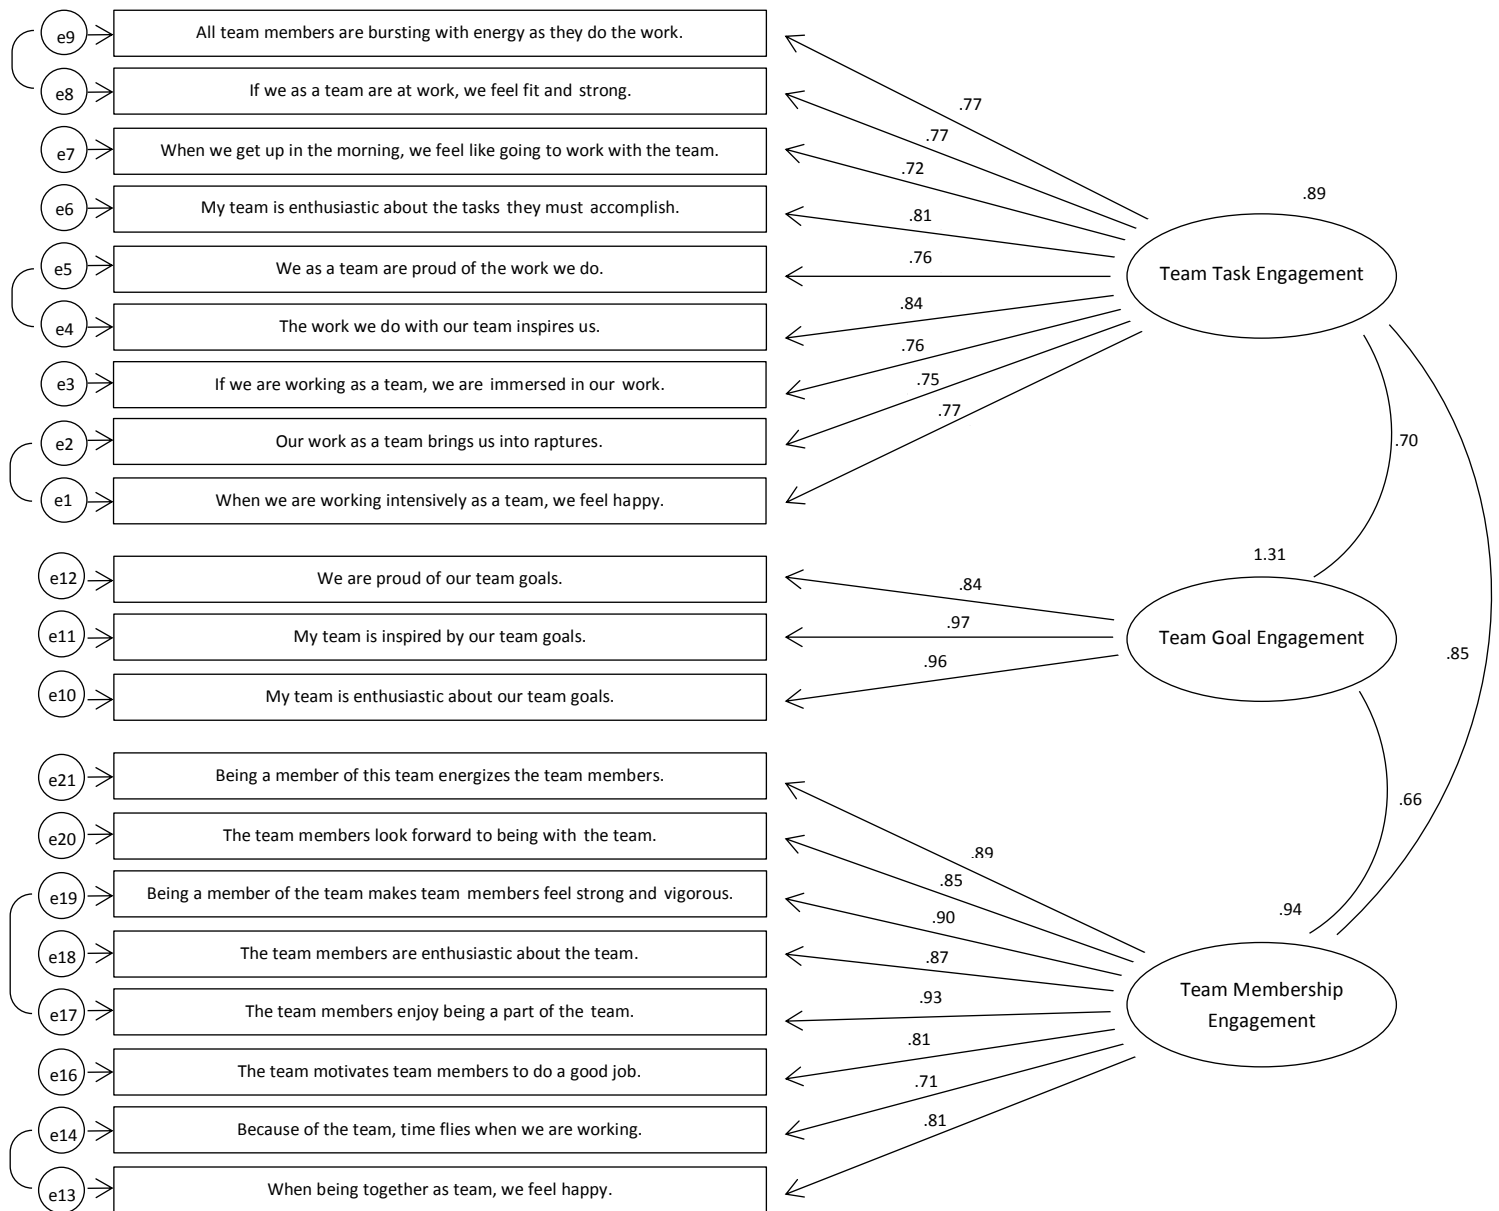 e9
All team members are bursting with energy as they do the work.
e8
If we as a team are at work, we feel fit and strong.
e7
When we get up in the morning, we feel like going to work with the team.
e6
My team is enthusiastic about the tasks they must accomplish.
e5
We as a team are proud of the work we do.
e4
The work we do with our team inspires us.
e3
If we are working as a team, we are immersed in our work.
e2
Our work as a team brings us into raptures.
e1
When we are working intensively as a team, we feel happy.
.77
.77
.72
.81
.76
.84
.76
.75
.77
.89
Team Task Engagement
.70
e12
We are proud of our team goals.
e11
My team is inspired by our team goals.
e10
My team is enthusiastic about our team goals.
.84
.97
.96
1.31
Team Goal Engagement
.85
.66
e21
Being a member of this team energizes the team members.
e20
The team members look forward to being with the team.
e19
Being a member of the team makes team members feel strong and vigorous.
e18
The team members are enthusiastic about the team.
e17
The team members enjoy being a part of the team.
e16
The team motivates team members to do a good job.
e14
Because of the team, time flies when we are working.
e13
When being together as team, we feel happy.
.89
.85
.90
.87
.93
.81
.71
.81
.94
Team Membership
Engagement